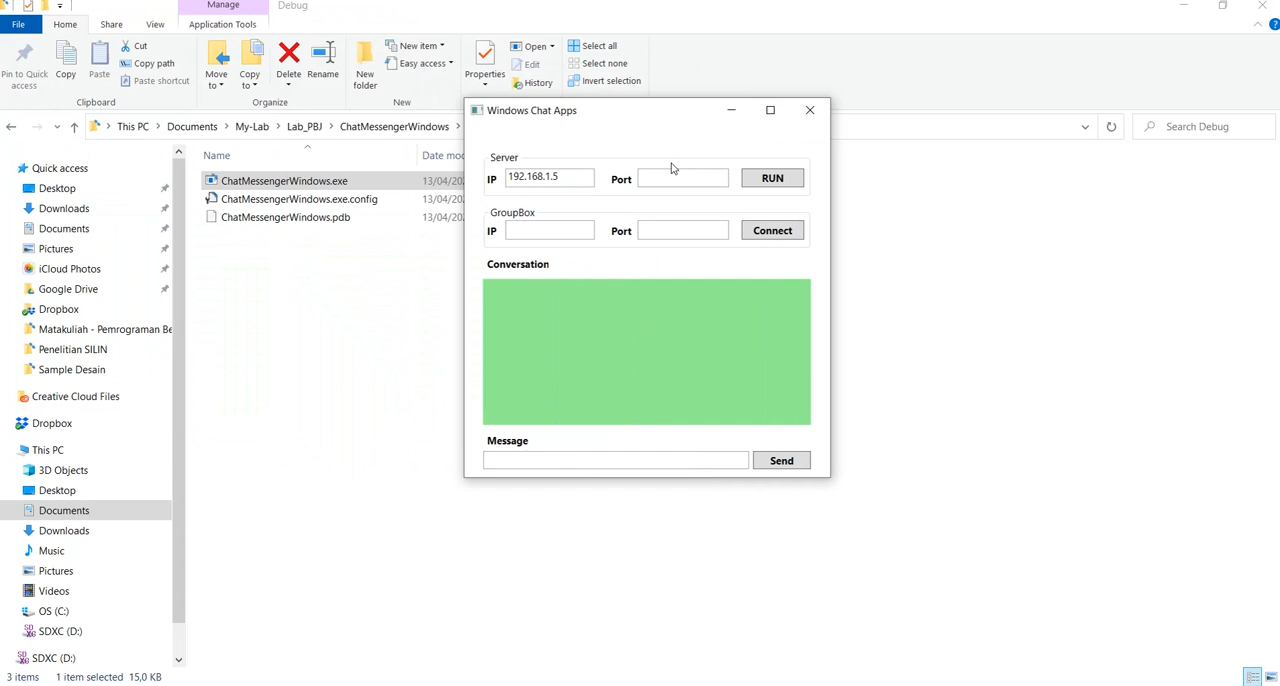 Manage Debug
File Home Share View Application Tools
Pin to Quick access
Copy
Paste
Cut
Copy path
Paste shortcut
Clipboard
Move to
Copy to
Delete
Rename
Organize
New folder
New item
Easy access
New
Properties
Open
Edit
History
Select all
Select none
Invert selection
This PC Documents My-Lab Lab_PBJ ChatMessengerWindows
Search Debug
Quick access
Desktop
Downloads
Documents
Pictures
iCloud Photos
Google Drive
Dropbox
Matakuliah - Pemrograman Be
Penelitian SILIN
Sample Desain
Creative Cloud Files
Dropbox
This PC
3D Objects
Desktop
Documents
Downloads
Music
Pictures
Videos
OS (C:)
SDXC (D:)
SDXC (D:)
Name Date mod
ChatMessengerWindows.exe 13/04/202
ChatMessengerWindows.exe.config 13/04/202
ChatMessengerWindows.pdb 13/04/202
Windows Chat Apps
Server
IP 192.168.1.5 Port RUN
GroupBox
IP Port Connect
Conversation
Message
Send
3 items 1 item selected 15,0 KB